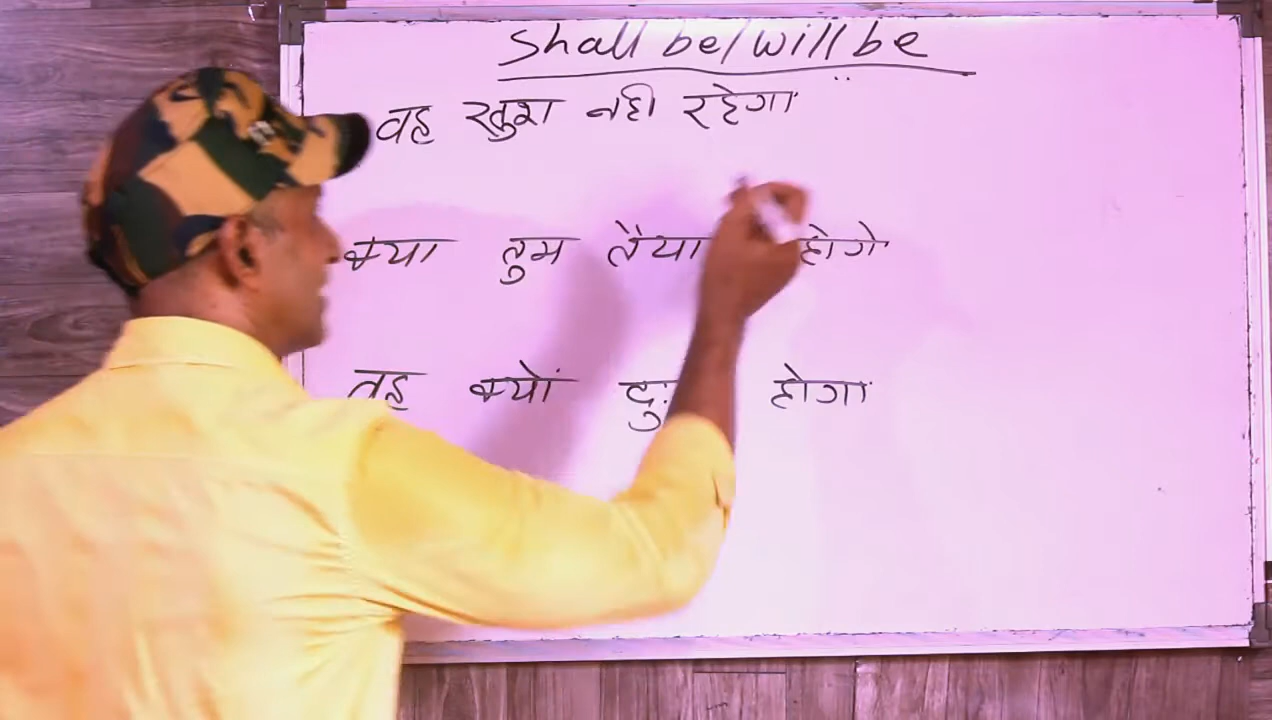 Shall be/will be
वह खुश नही रहेगा
क्या तुम होगे
वह क्यों होगा